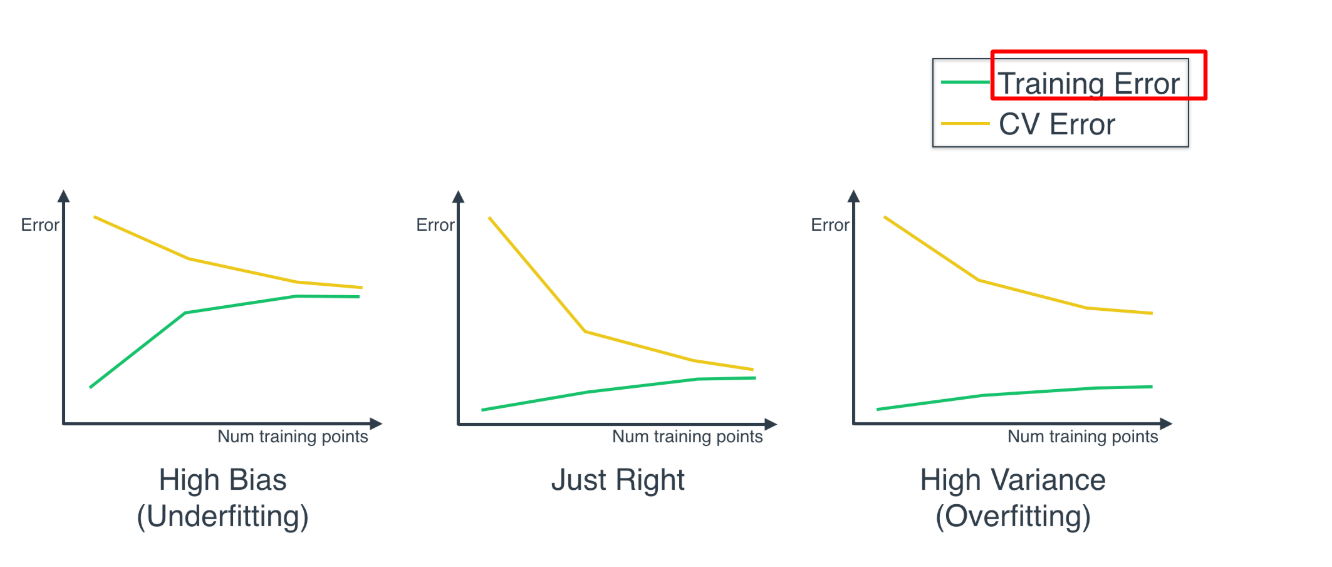 Training Error
CV Error
Error
Error
Error
Num training points
Num training points
Num training points
High Bias
(Underfitting)
Just Right
High Variance
(Overfitting)